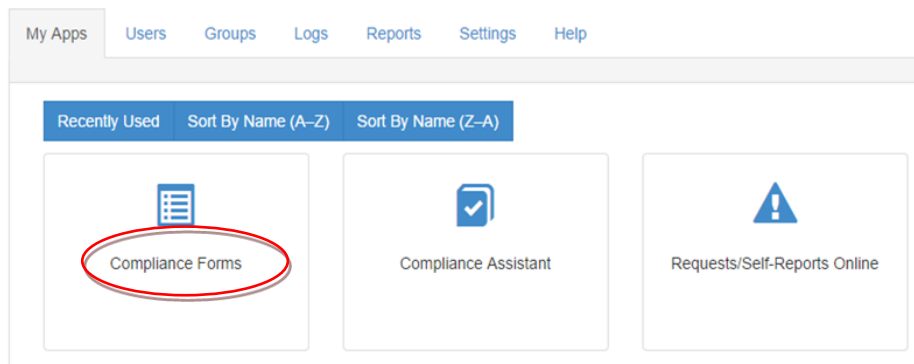 My Apps Users Groups Logs Reports Settings Help
Recently Used Sort By Name (A–Z) Sort By Name (Z–A)
Compliance Forms Compliance Assistant Requests/Self-Reports Online